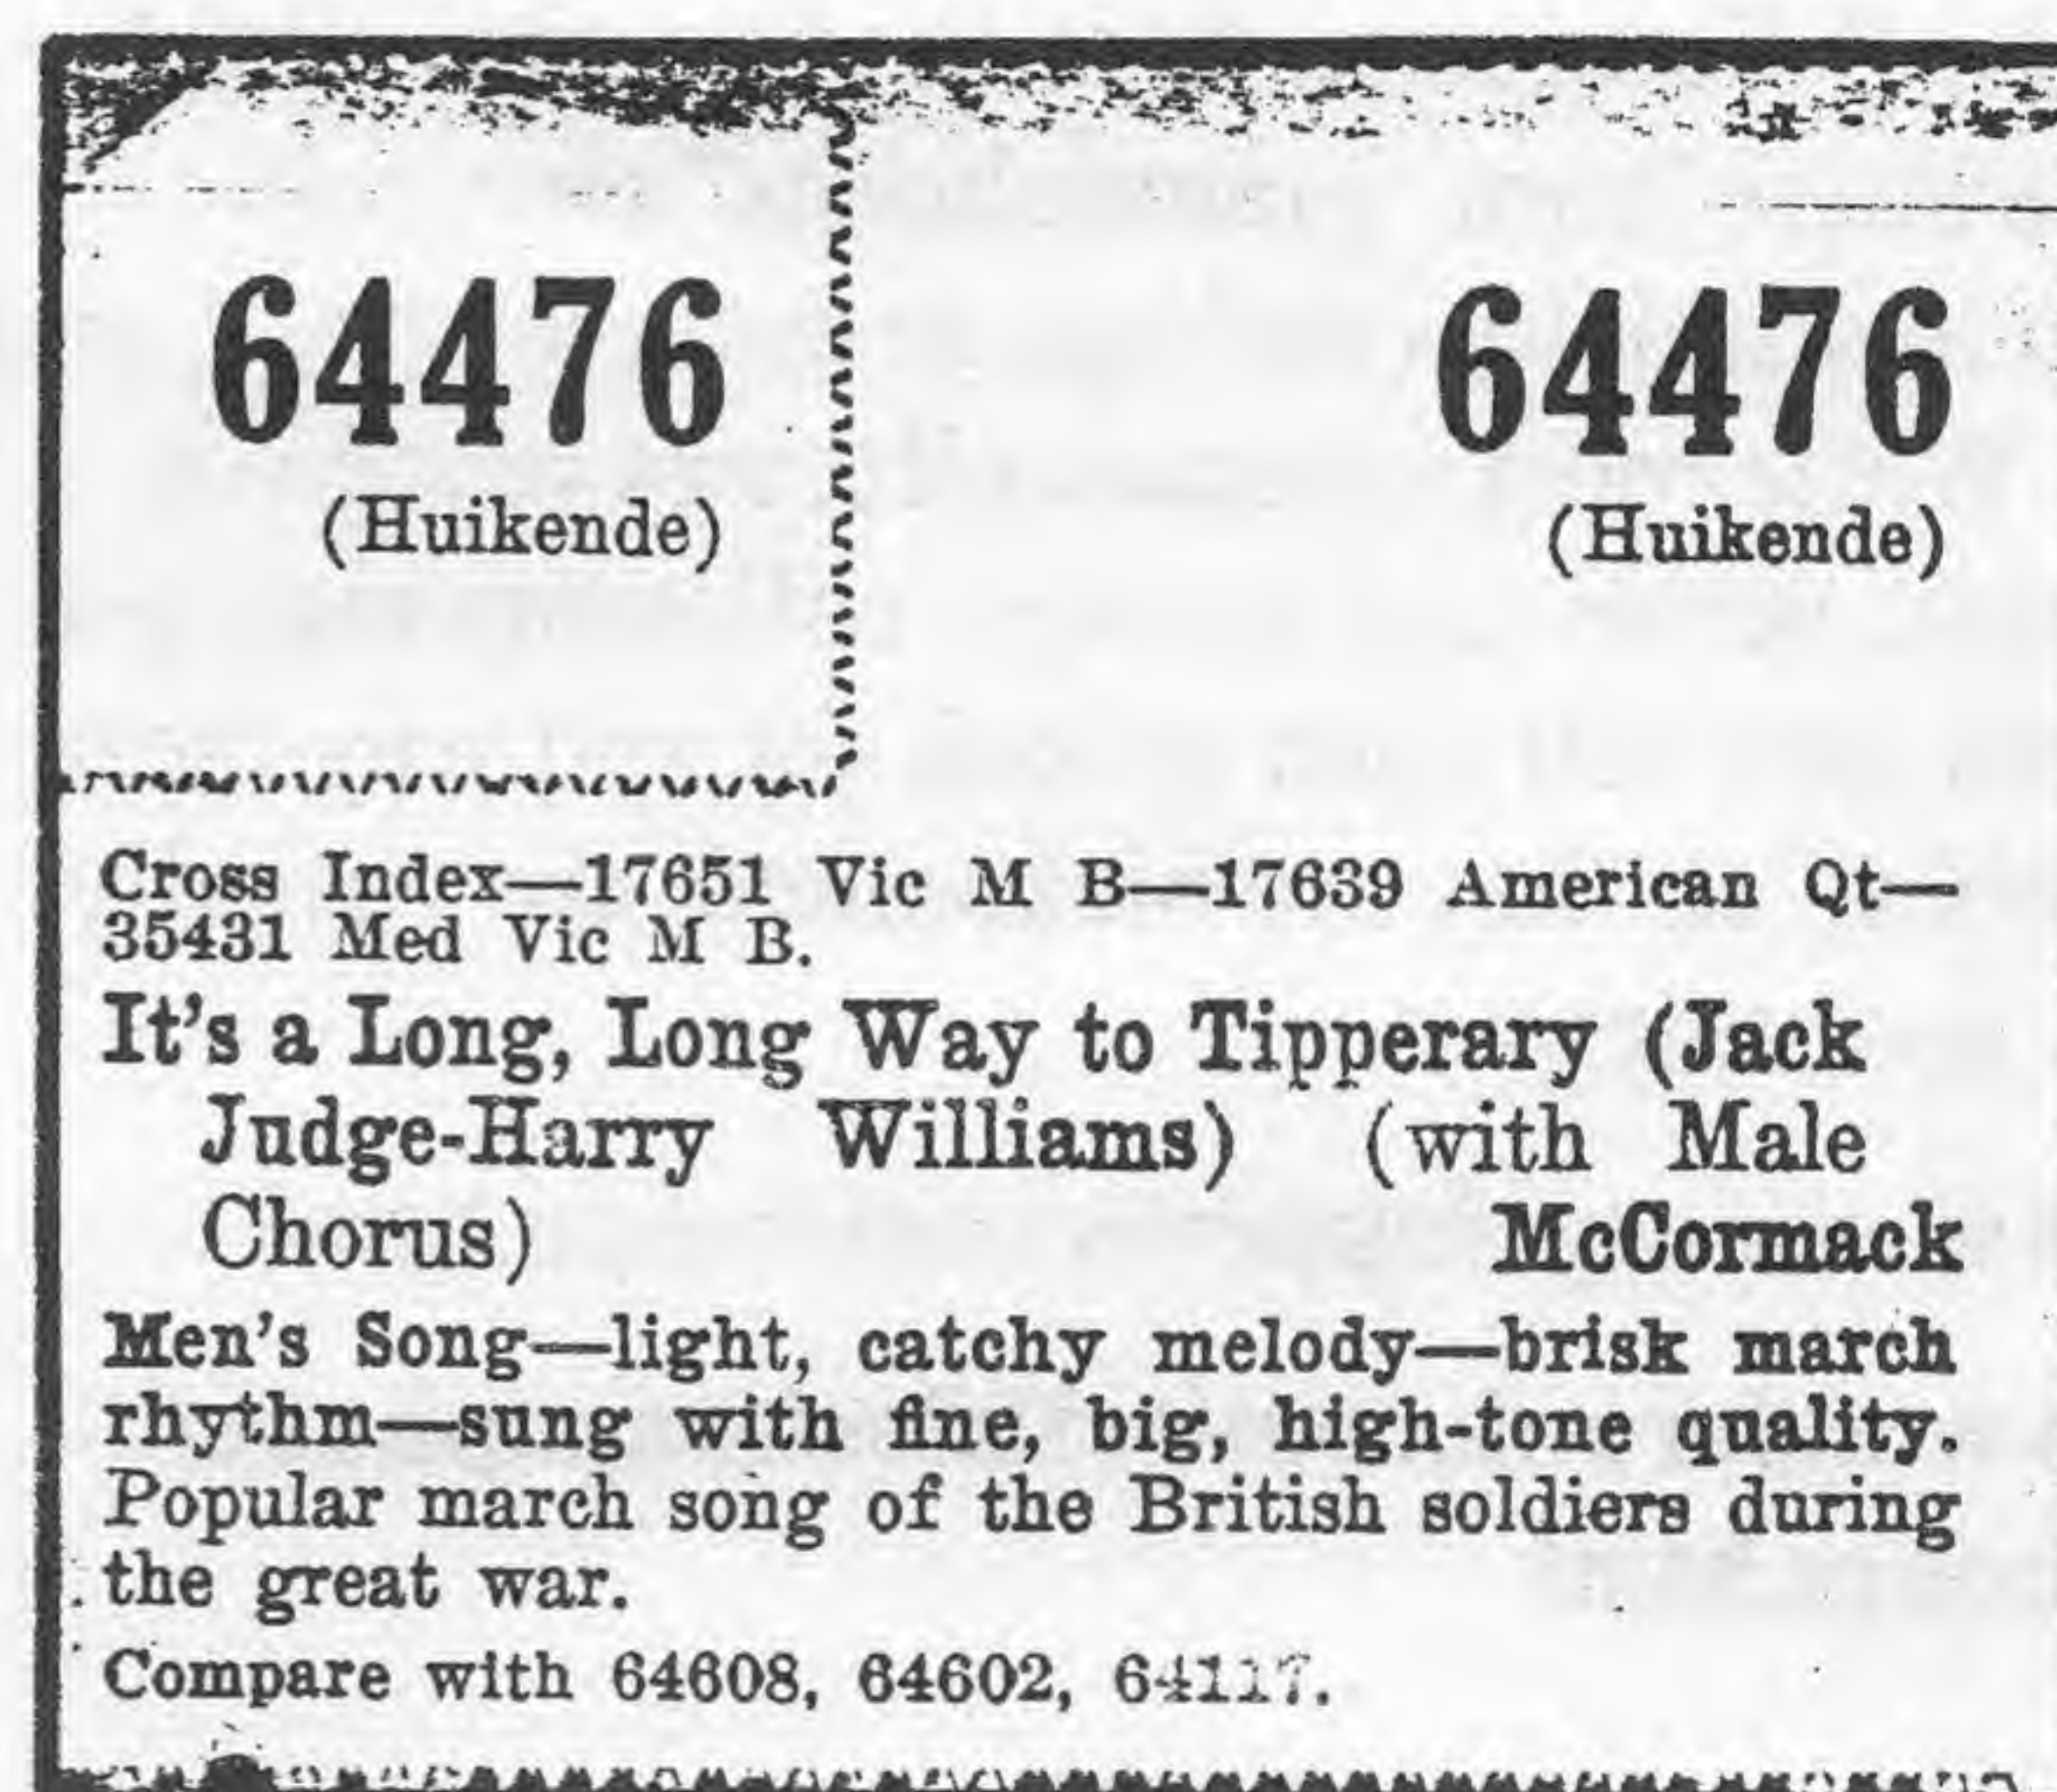 64476
(Huikende)
64476
(Huikende)
Cross Index—17651 Vic M B—17639 American Qt—
35431 Med Vic M B.
It's a Long, Long Way to Tipperary (Jack
Judge-Harry Williams) (with Male
Chorus) McCormack
Men's Song—light, catchy melody—brisk march
rhythm—sung with fine, big, high-tone quality.
Popular march song of the British soldiers during
the great war.
Compare with 64608, 64602, 64117.